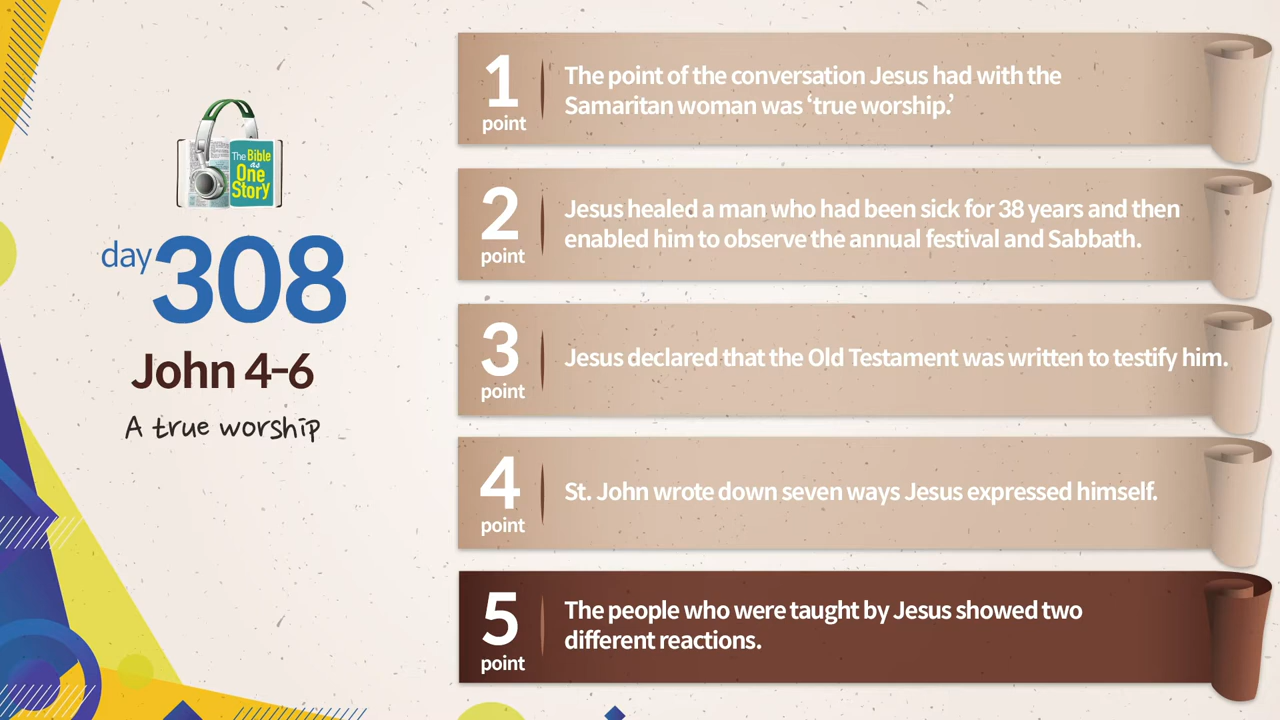 The Bible
as
One
Story
day 308
John 4-6
A true worship
1
point
The point of the conversation Jesus had with the
Samaritan woman was ‘true worship.’
2
point
Jesus healed a man who had been sick for 38 years and then
enabled him to observe the annual festival and Sabbath.
3
point
Jesus declared that the Old Testament was written to testify him.
4
point
St. John wrote down seven ways Jesus expressed himself.
5
point
The people who were taught by Jesus showed two
different reactions.